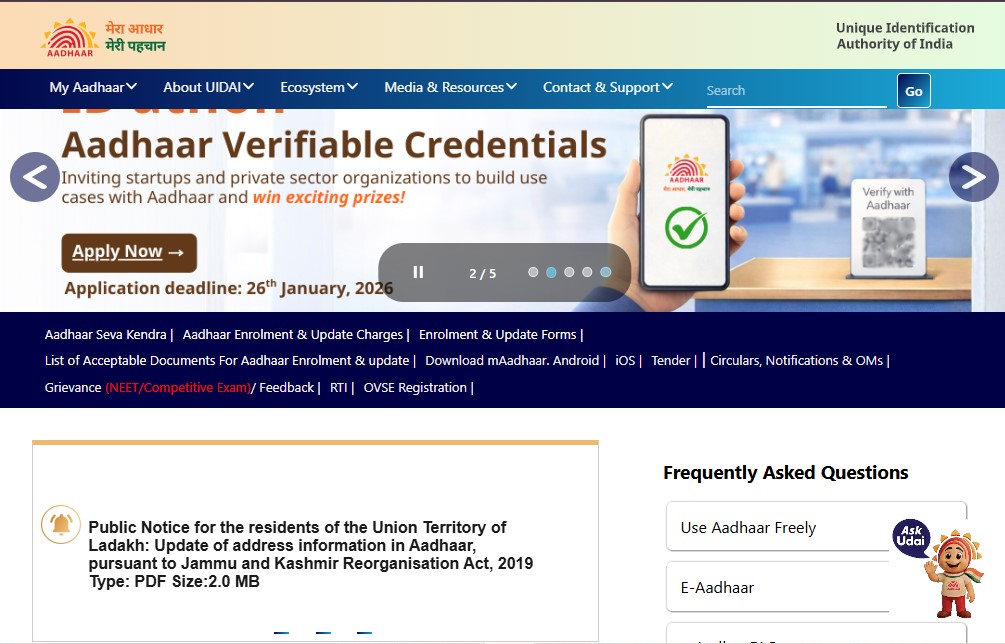 मेरा आधार
मेरी पहचान
AADHAAR
Unique Identification
Authority of India
My Aadhaar
About UIDAI
Ecosystem
Media & Resources
Contact & Support
Search
Go
Aadhaar Verifiable Credentials
Inviting startups and private sector organizations to build use
cases with Aadhaar and win exciting prizes!
Apply Now →
Application deadline: 26th January, 2026
2 / 5
AADHAAR
Verify with
Aadhaar
Aadhaar Seva Kendra | Aadhaar Enrolment & Update Charges | Enrolment & Update Forms |
List of Acceptable Documents For Aadhaar Enrolment & update | Download mAadhaar. Android | iOS | Tender | | Circulars, Notifications & OMs |
Grievance (NEET/Competitive Exam)/ Feedback | RTI | OVSE Registration |
Public Notice for the residents of the Union Territory of
Ladakh: Update of address information in Aadhaar,
pursuant to Jammu and Kashmir Reorganisation Act, 2019
Type: PDF Size:2.0 MB
Frequently Asked Questions
Use Aadhaar Freely
E-Aadhaar
Ask
Udai